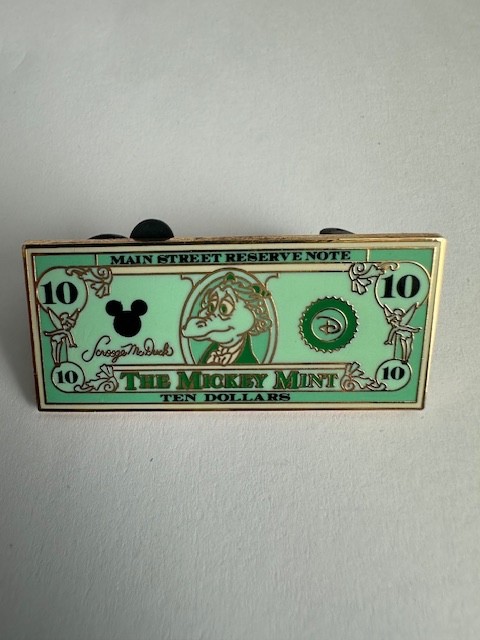 MAIN STREET RESERVE NOTE
10 10
Scrooge McDuck
D
10 10
THE MICKEY MINT
TEN DOLLARS